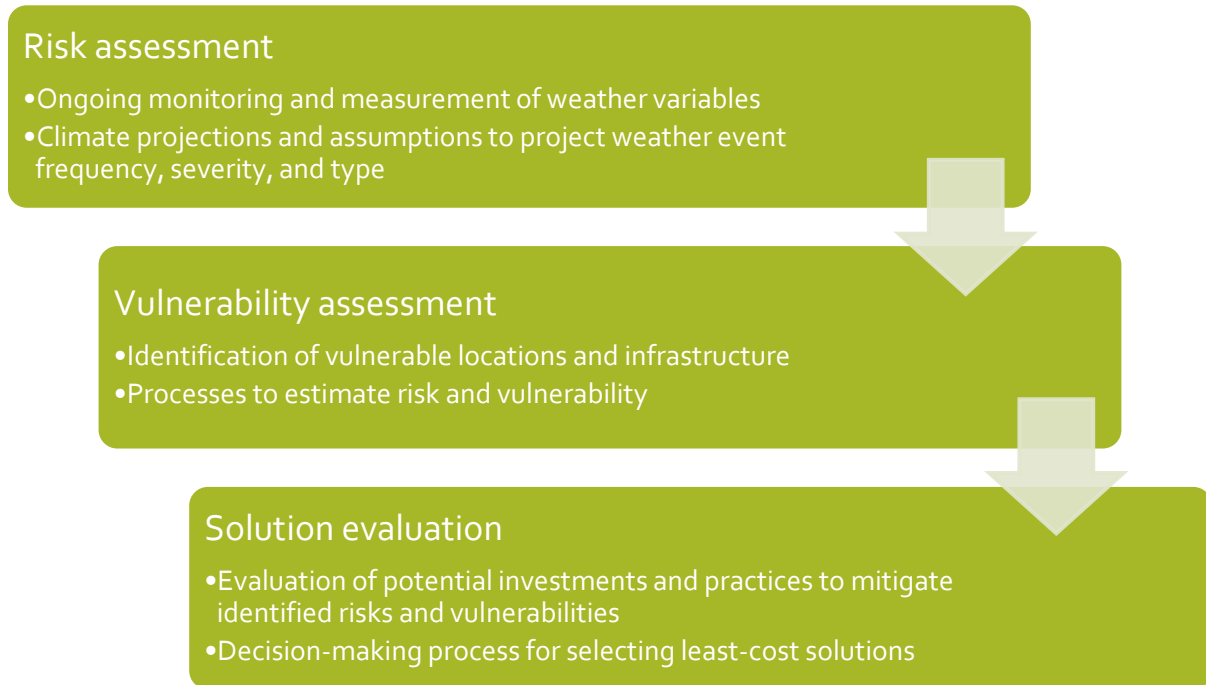 Risk assessment
•Ongoing monitoring and measurement of weather variables
•Climate projections and assumptions to project weather event
frequency, severity, and type
Vulnerability assessment
•Identification of vulnerable locations and infrastructure
•Processes to estimate risk and vulnerability
Solution evaluation
•Evaluation of potential investments and practices to mitigate
identified risks and vulnerabilities
•Decision-making process for selecting least-cost solutions